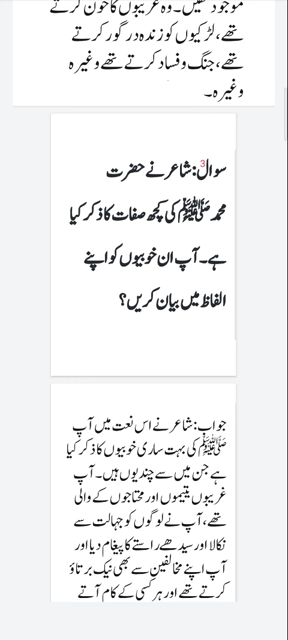 موجود تھیں۔ وہ غریبوں کا خون کرتے
تھے، لڑکیوں کو زندہ درگور کرتے
تھے، جنگ و فساد کرتے تھے وغیرہ
وغیرہ۔
سوال3: شاعر نے حضرت
محمد ﷺ کی کچھ صفات کا ذکر کیا
ہے۔ آپ ان خوبیوں کو اپنے
الفاظ میں بیان کریں؟
جواب: شاعر نے اس نعت میں آپ
ﷺ کی بہت ساری خوبیوں کا ذکر کیا
ہے جن میں سے چند یوں ہیں۔ آپ
غریبوں یتیموں اور محتاجوں کے والی
تھے، آپ نے لوگوں کو جہالت سے
نکالا اور سیدھے راستے کا پیغام دیا اور
آپ اپنے مخالفین سے بھی نیک برتاؤ
کرتے تھے اور ہر کسی کے کام آتے